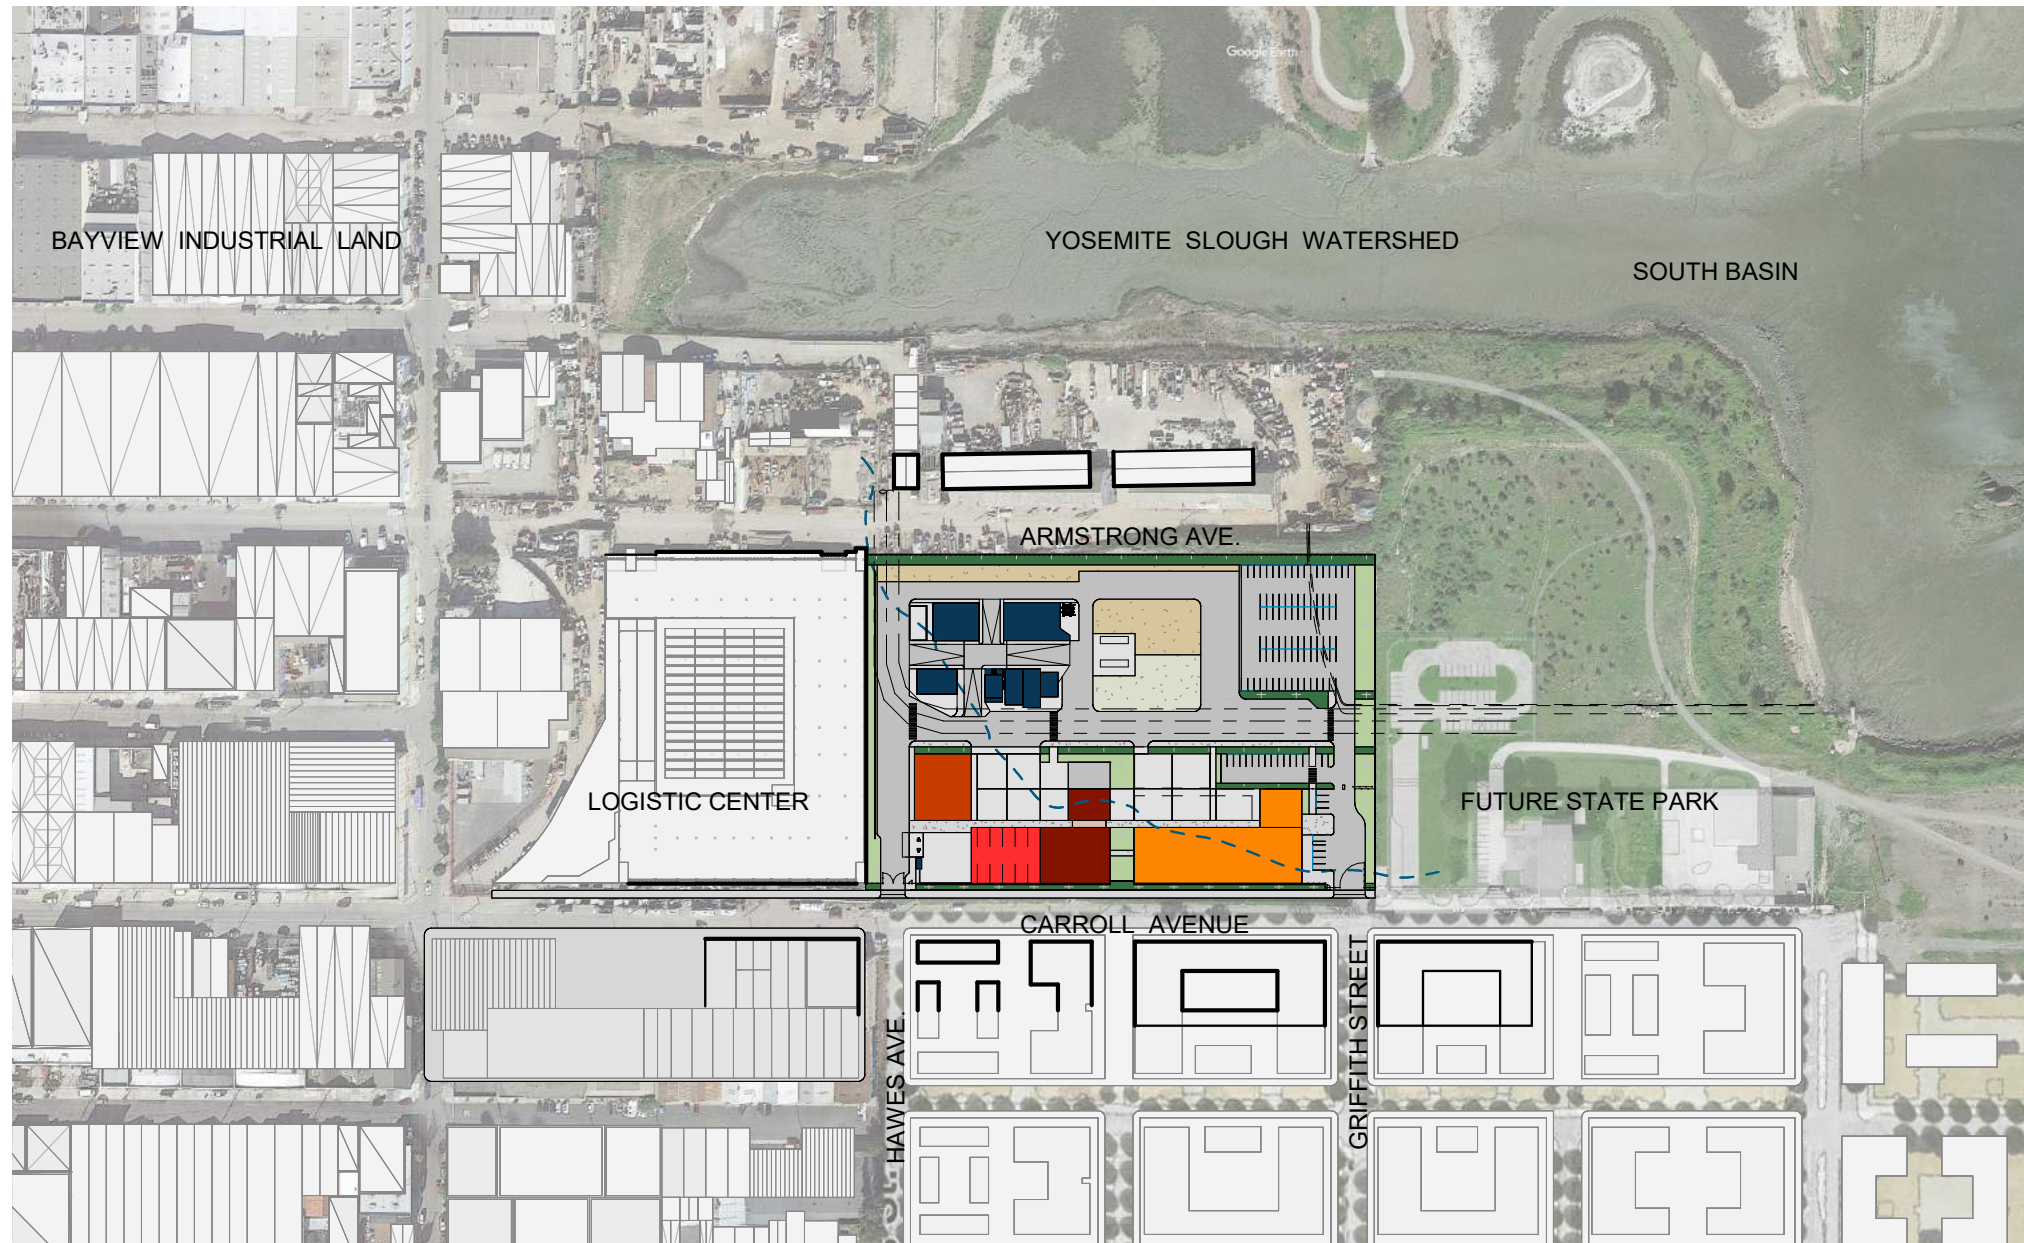 Google Earth
BAYVIEW INDUSTRIAL LAND
YOSEMITE SLOUGH WATERSHED
SOUTH BASIN
ARMSTRONG AVE.
LOGISTIC CENTER
FUTURE STATE PARK
CARROLL AVENUE
HAWES AVE.
GRIFFITH STREET